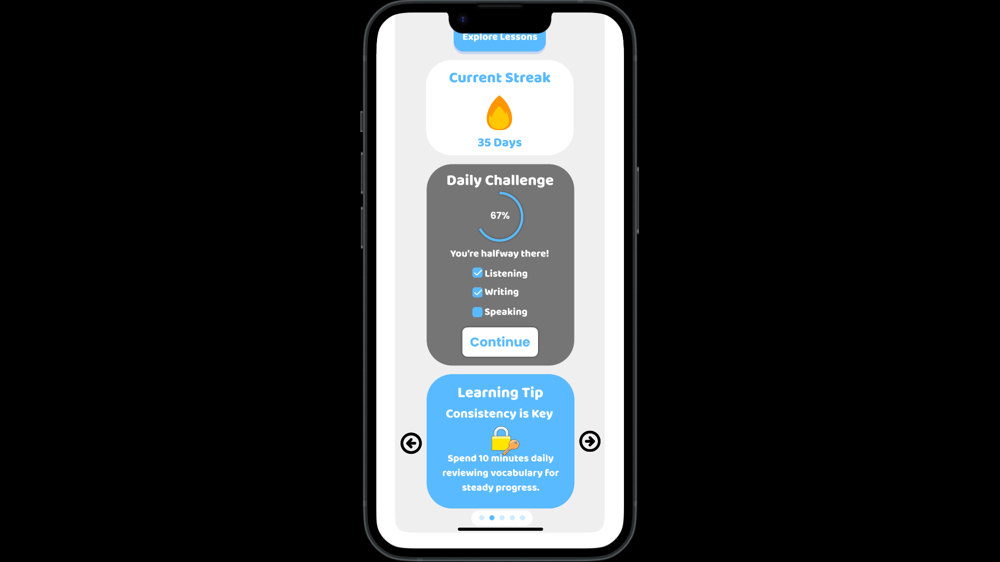 Explore Lessons
Current Streak
35 Days
Daily Challenge
67%
You're halfway there!
Listening
Writing
Speaking
Continue
Learning Tip
Consistency is Key
Spend 10 minutes daily
reviewing vocabulary for
steady progress.